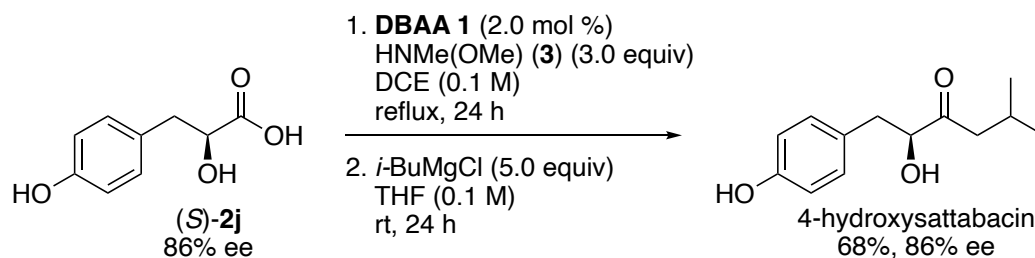 1. DBAA 1 (2.0 mol %)
HNMe(OMe) (3) (3.0 equiv)
DCE (0.1 M)
reflux, 24 h
2. i-BuMgCl (5.0 equiv)
THF (0.1 M)
rt, 24 h
O
OH
OH
HO
(S)-2j
86% ee
O
OH
HO
4-hydroxysattabacin
68%, 86% ee